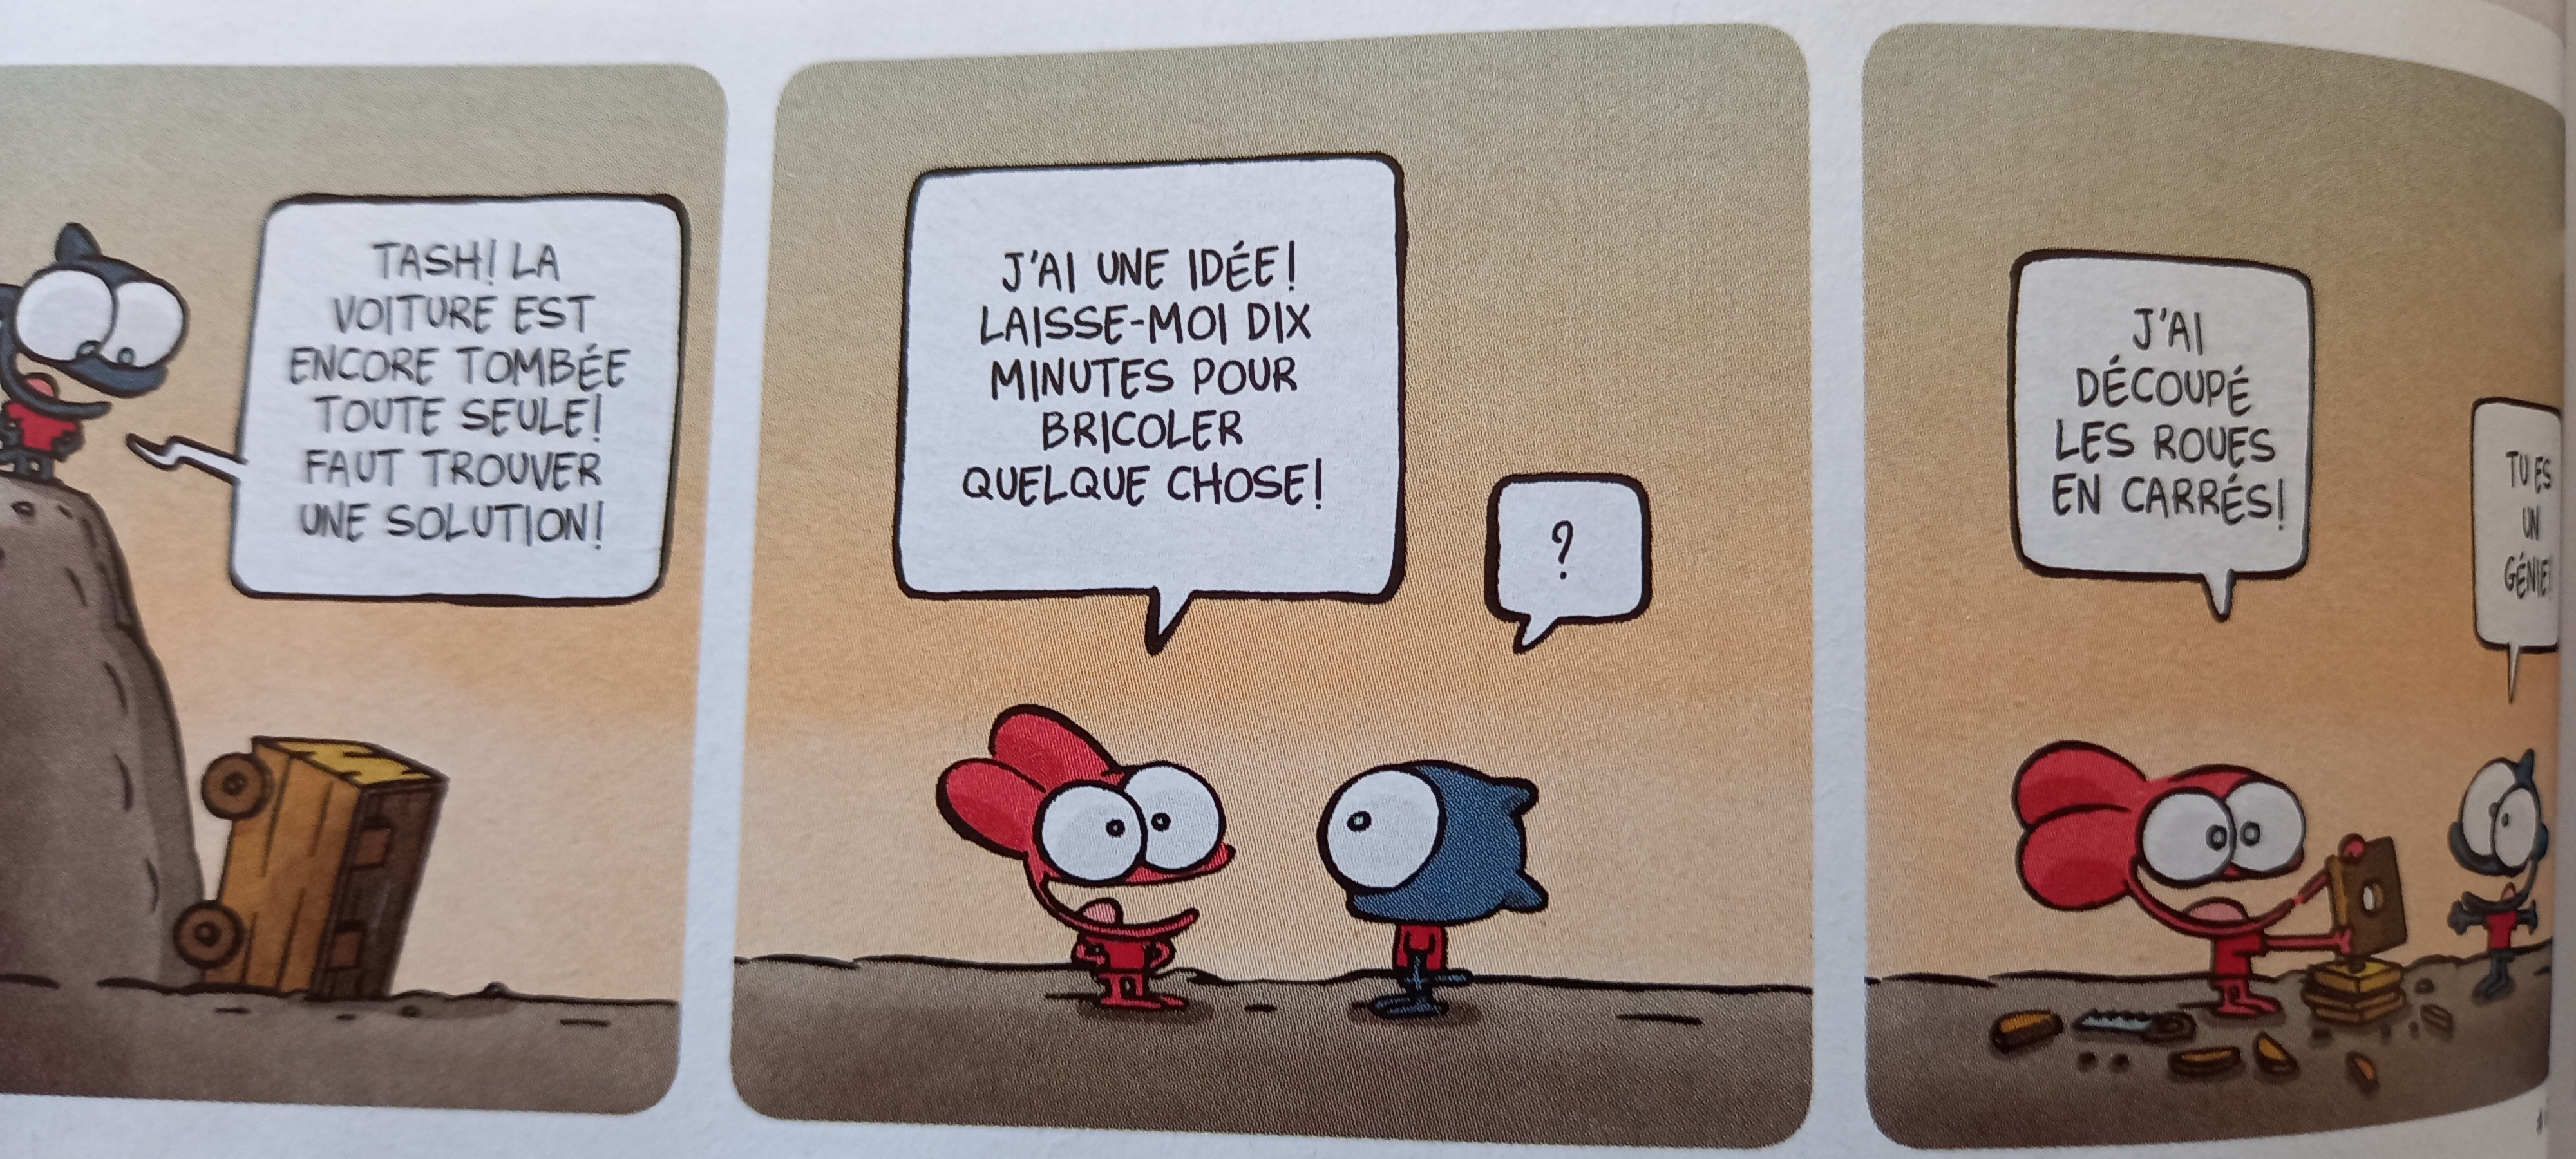 TASH! LA
VOITURE EST
ENCORE TOMBÉE
TOUTE SEULE!
FAUT TROUVER
UNE SOLUTION!
J'AI UNE IDÉE!
LAISSE-MOI DIX
MINUTES POUR
BRICOLER
QUELQUE CHOSE!
?
J'AI
DÉCOUPÉ
LES ROUES
EN CARRÉS!
TU ES
UN
GÉNIE!